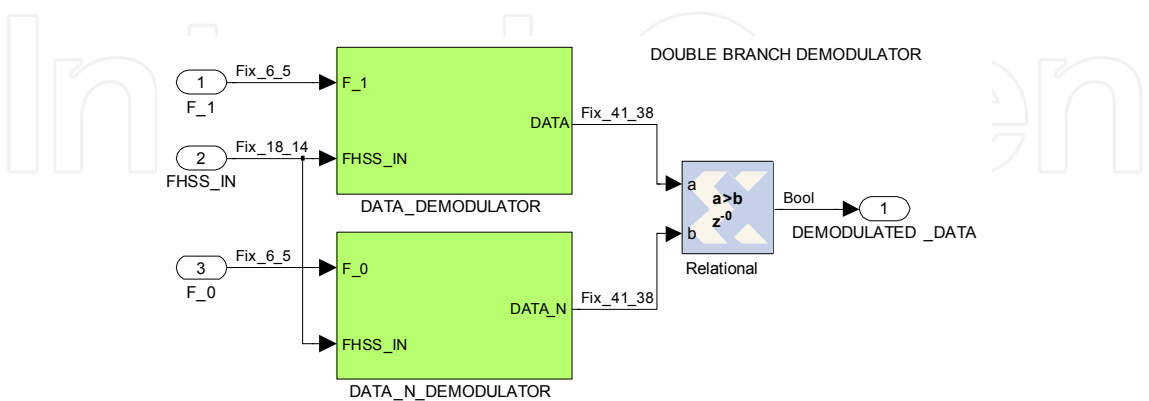 DOUBLE BRANCH DEMODULATOR
1
Fix_6_5
F_1
F_1
DATA
Fix_41_38
2
Fix_18_14
FHSS_IN
FHSS_IN
DATA_DEMODULATOR
a
a>b
z-0
b
Bool
1
DEMODULATED _DATA
Relational
3
Fix_6_5
F_0
F_0
DATA_N
Fix_41_38
FHSS_IN
DATA_N_DEMODULATOR